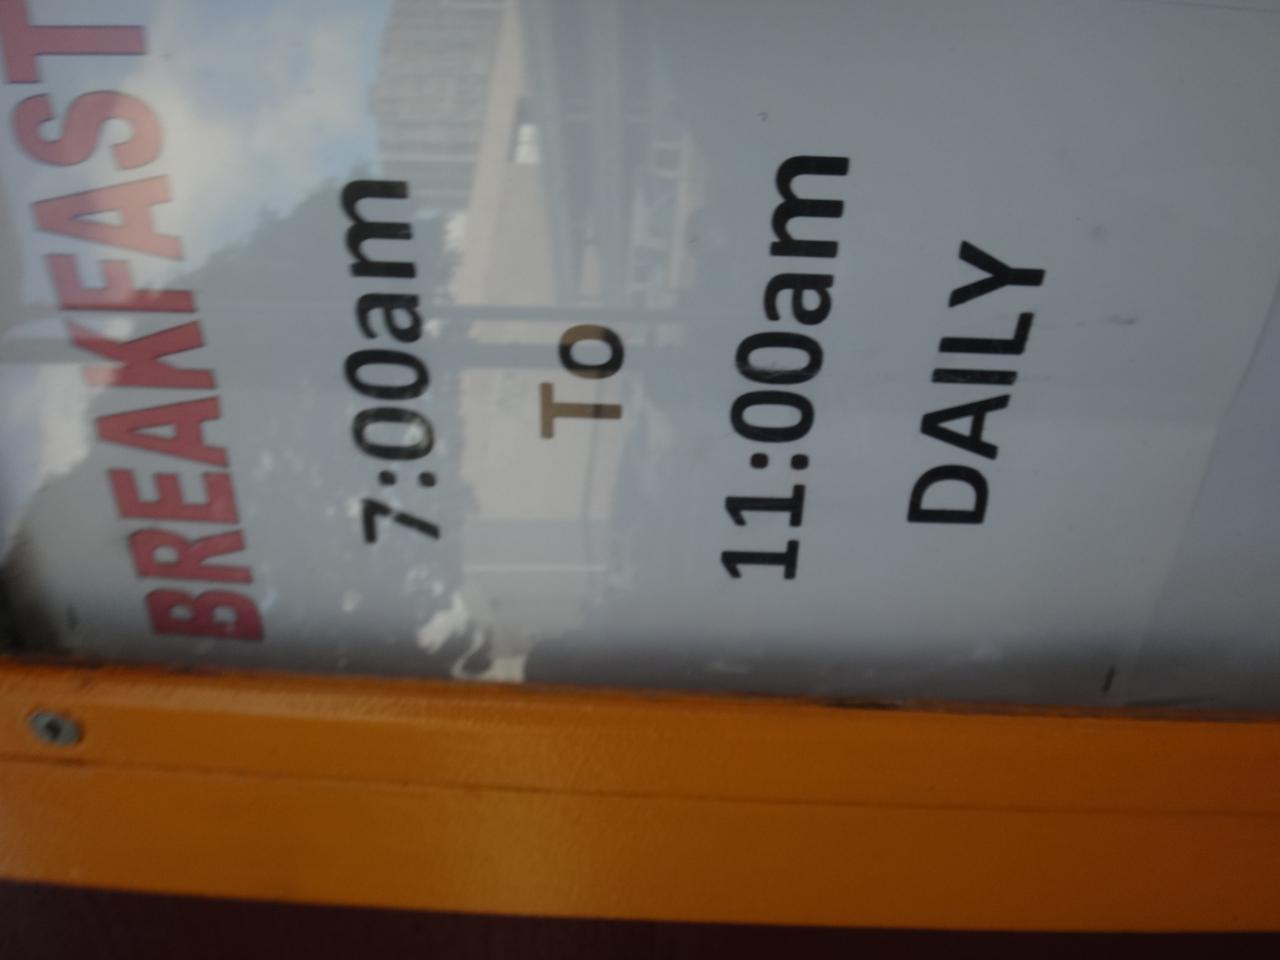 BREAKFAST
7:00am
To
11:00am
DAILY